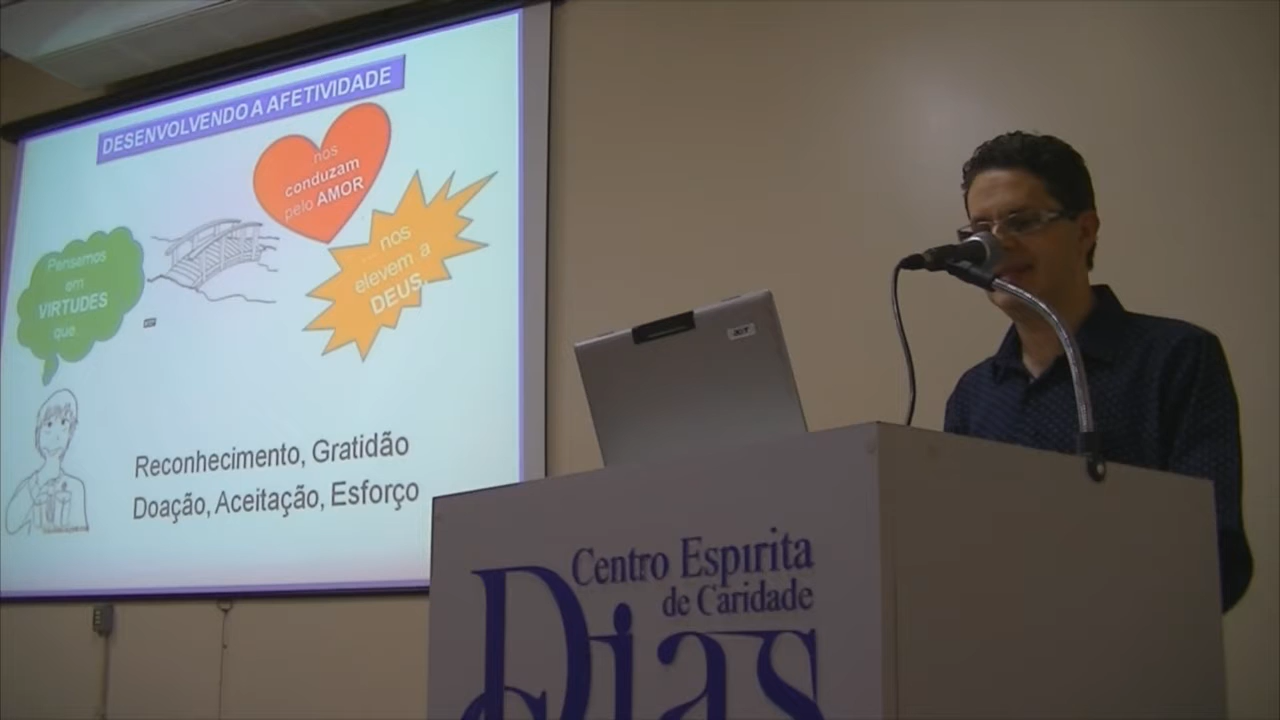 DESENVOLVENDO A AFETIVIDADE
nos
conduzam
pelo AMOR
... nos
elevem a
DEUS.
Pensemos
em
VIRTUDES
que
Reconhecimento, Gratidão
Doação, Aceitação, Esforço
acer
Centro Espírita
de Caridade
Dias